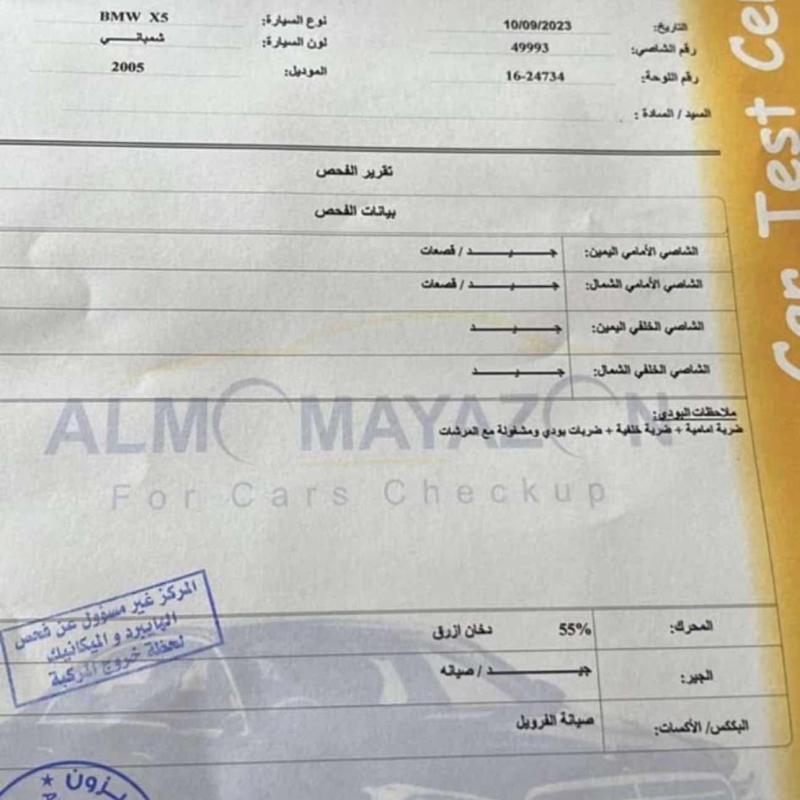 التاريخ: 10/09/2023 نوع السيارة: BMW X5
رقم الشاصي: 49993 لون السيارة: شمباني
رقم اللوحة: 16-24734 الموديل: 2005
السيد / السادة :
تقرير الفحص
بيانات الفحص
الشاصي الأمامي اليمين: جيد / قصعات
الشاصي الأمامي الشمال: جيد / قصعات
الشاصي الخلفي اليمين: جيد
الشاصي الخلفي الشمال: جيد
ملاحظات البودي:
ضربة امامية + ضربة خلفية + ضربات بودي ومشغولة مع المرشات
ALMOMAYAZON
For Cars Checkup
المركز غير مسؤول عن فحص
الهايبرد و الميكانيك
لحظة خروج المركبة
المحرك: 55% دخان ازرق
الجير: جيد / صيانه
البككس/ الأكسات: صيانة الفرويل
Car Test Ce